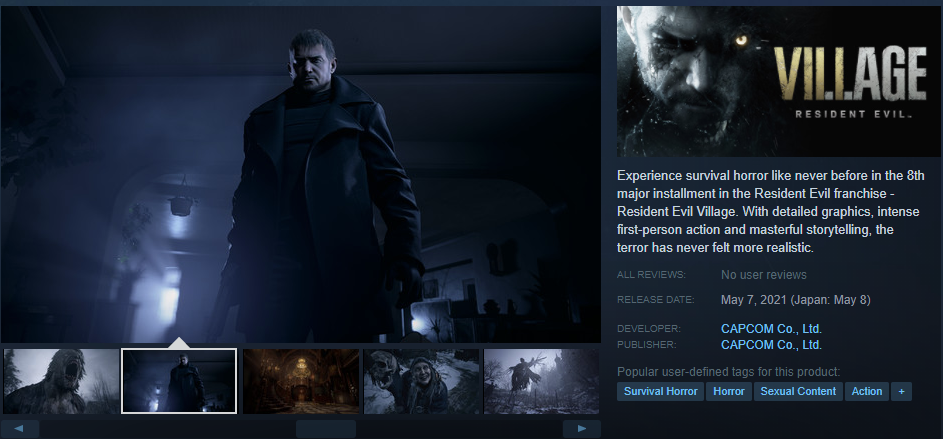 VILLAGE
RESIDENT EVIL™
Experience survival horror like never before in the 8th
major installment in the Resident Evil franchise -
Resident Evil Village. With detailed graphics, intense
first-person action and masterful storytelling, the
terror has never felt more realistic.
ALL REVIEWS: No user reviews
RELEASE DATE: May 7, 2021 (Japan: May 8)
DEVELOPER: CAPCOM Co., Ltd.
PUBLISHER: CAPCOM Co., Ltd.
Popular user-defined tags for this product:
Survival Horror Horror Sexual Content Action +